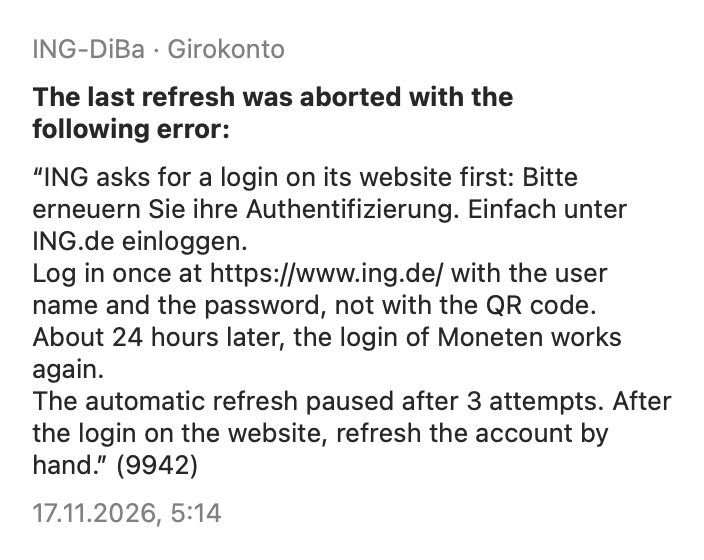 ING-DiBa · Girokonto
The last refresh was aborted with the
following error:
“ING asks for a login on its website first: Bitte
erneuern Sie ihre Authentifizierung. Einfach unter
ING.de einloggen.
Log in once at https://www.ing.de/ with the user
name and the password, not with the QR code.
About 24 hours later, the login of Moneten works
again.
The automatic refresh paused after 3 attempts. After
the login on the website, refresh the account by
hand.” (9942)
17.11.2026, 5:14